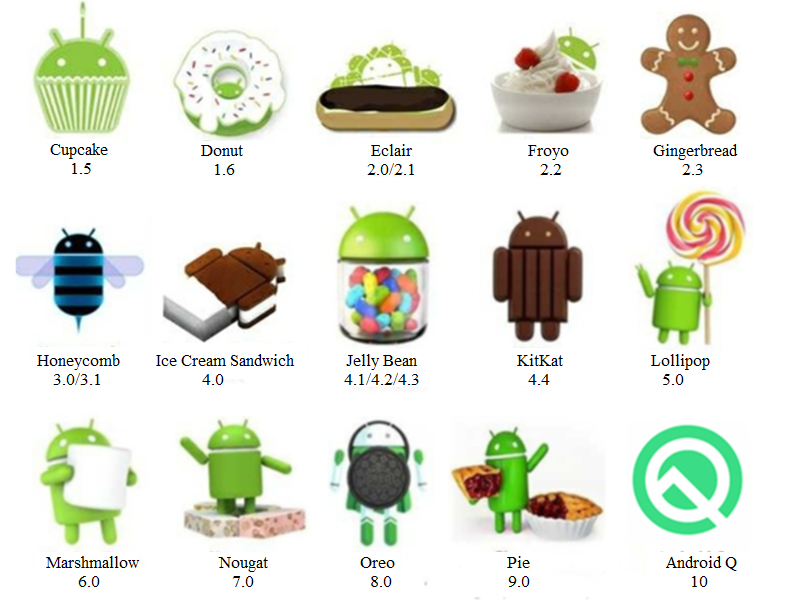 Cupcake
1.5
Donut
1.6
Eclair
2.0/2.1
Froyo
2.2
Gingerbread
2.3
Honeycomb
3.0/3.1
Ice Cream Sandwich
4.0
Jelly Bean
4.1/4.2/4.3
KitKat
4.4
Lollipop
5.0
Marshmallow
6.0
Nougat
7.0
Oreo
8.0
Pie
9.0
Android Q
10